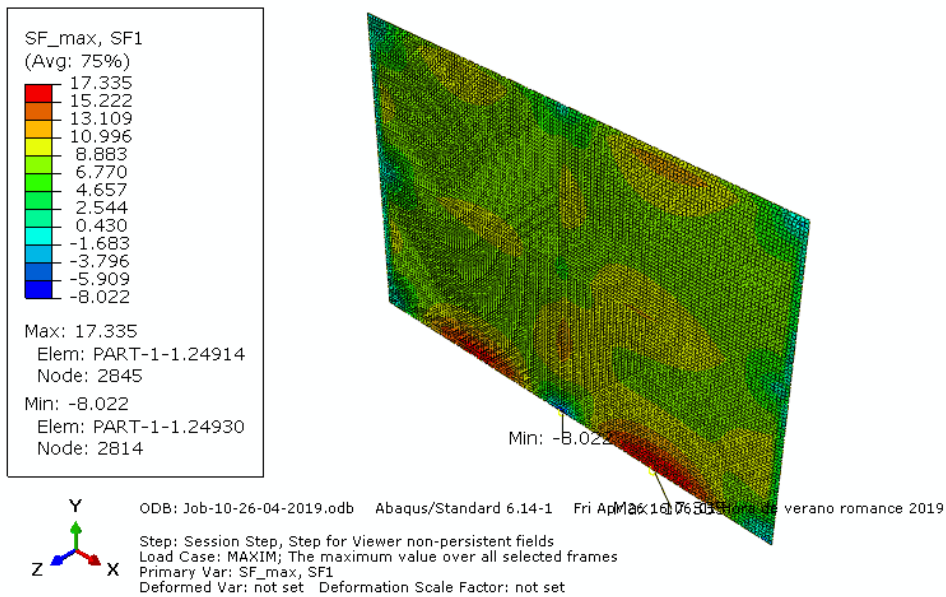 SF_max, SF1
(Avg: 75%)
17.335
15.222
13.109
10.996
8.883
6.770
4.657
2.544
0.430
-1.683
-3.796
-5.909
-8.022
Max: 17.335
Elem: PART-1-1.24914
Node: 2845
Min: -8.022
Elem: PART-1-1.24930
Node: 2814
Min: -8.022
Y
Z
X
ODB: Job-10-26-04-2019.odb Abaqus/Standard 6.14-1 Fri de verano romance 2019
Step: Session Step, Step for Viewer non-persistent fields
Load Case: MAXIM; The maximum value over all selected frames
Primary Var: SF_max, SF1
Deformed Var: not set Deformation Scale Factor: not set